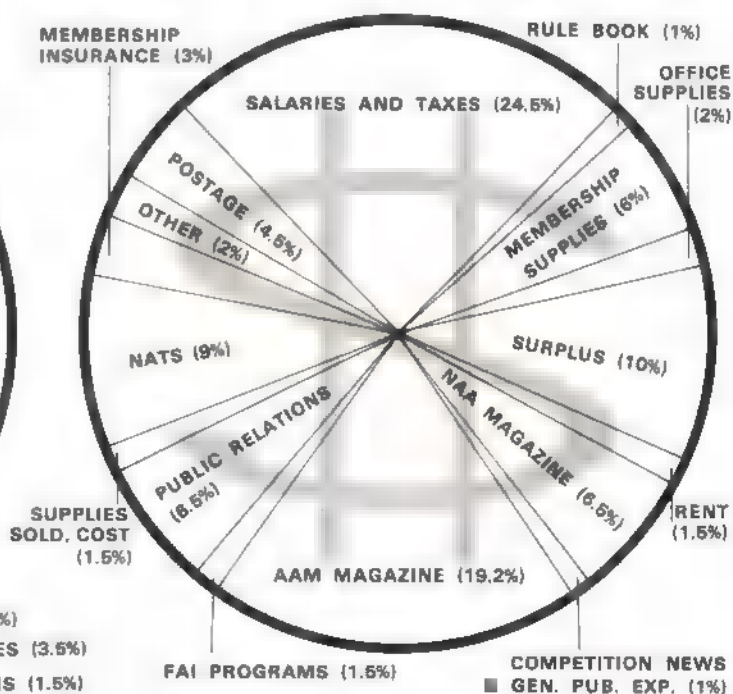 MEMBERSHIP
INSURANCE (3%)
RULE BOOK (1%)
OFFICE
SUPPLIES
(2%)
SALARIES AND TAXES (24.5%)
POSTAGE (4.5%)
OTHER (2%)
MEMBERSHIP
SUPPLIES (6%)
NATS (9%)
SURPLUS (10%)
PUBLIC RELATIONS
(6.5%)
NAA MAGAZINE (6.5%)
SUPPLIES
SOLD, COST
(1.5%)
RENT
(1.5%)
AAM MAGAZINE (19.2%)
%)
ES (3.5%)
NS (1.5%)
FAI PROGRAMS (1.5%)
COMPETITION NEWS
GEN. PUB. EXP. (1%)